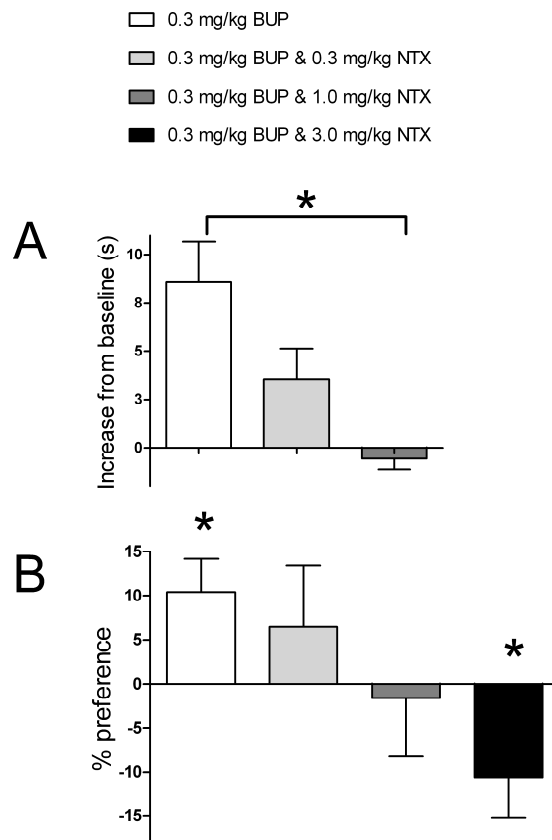 0.3 mg/kg BUP
0.3 mg/kg BUP & 0.3 mg/kg NTX
0.3 mg/kg BUP & 1.0 mg/kg NTX
0.3 mg/kg BUP & 3.0 mg/kg NTX
*
A
Increase from baseline (s)
10
8
5
3
0
*
B
% preference
15
10
5
0
-5
-10
-15
*